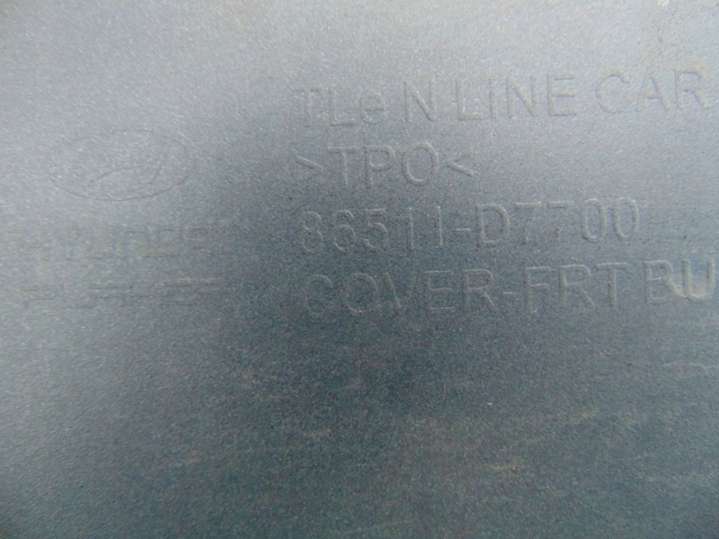 TLe N LINE CAR
>TPO<
86511-D7700
COVER-FRT BU